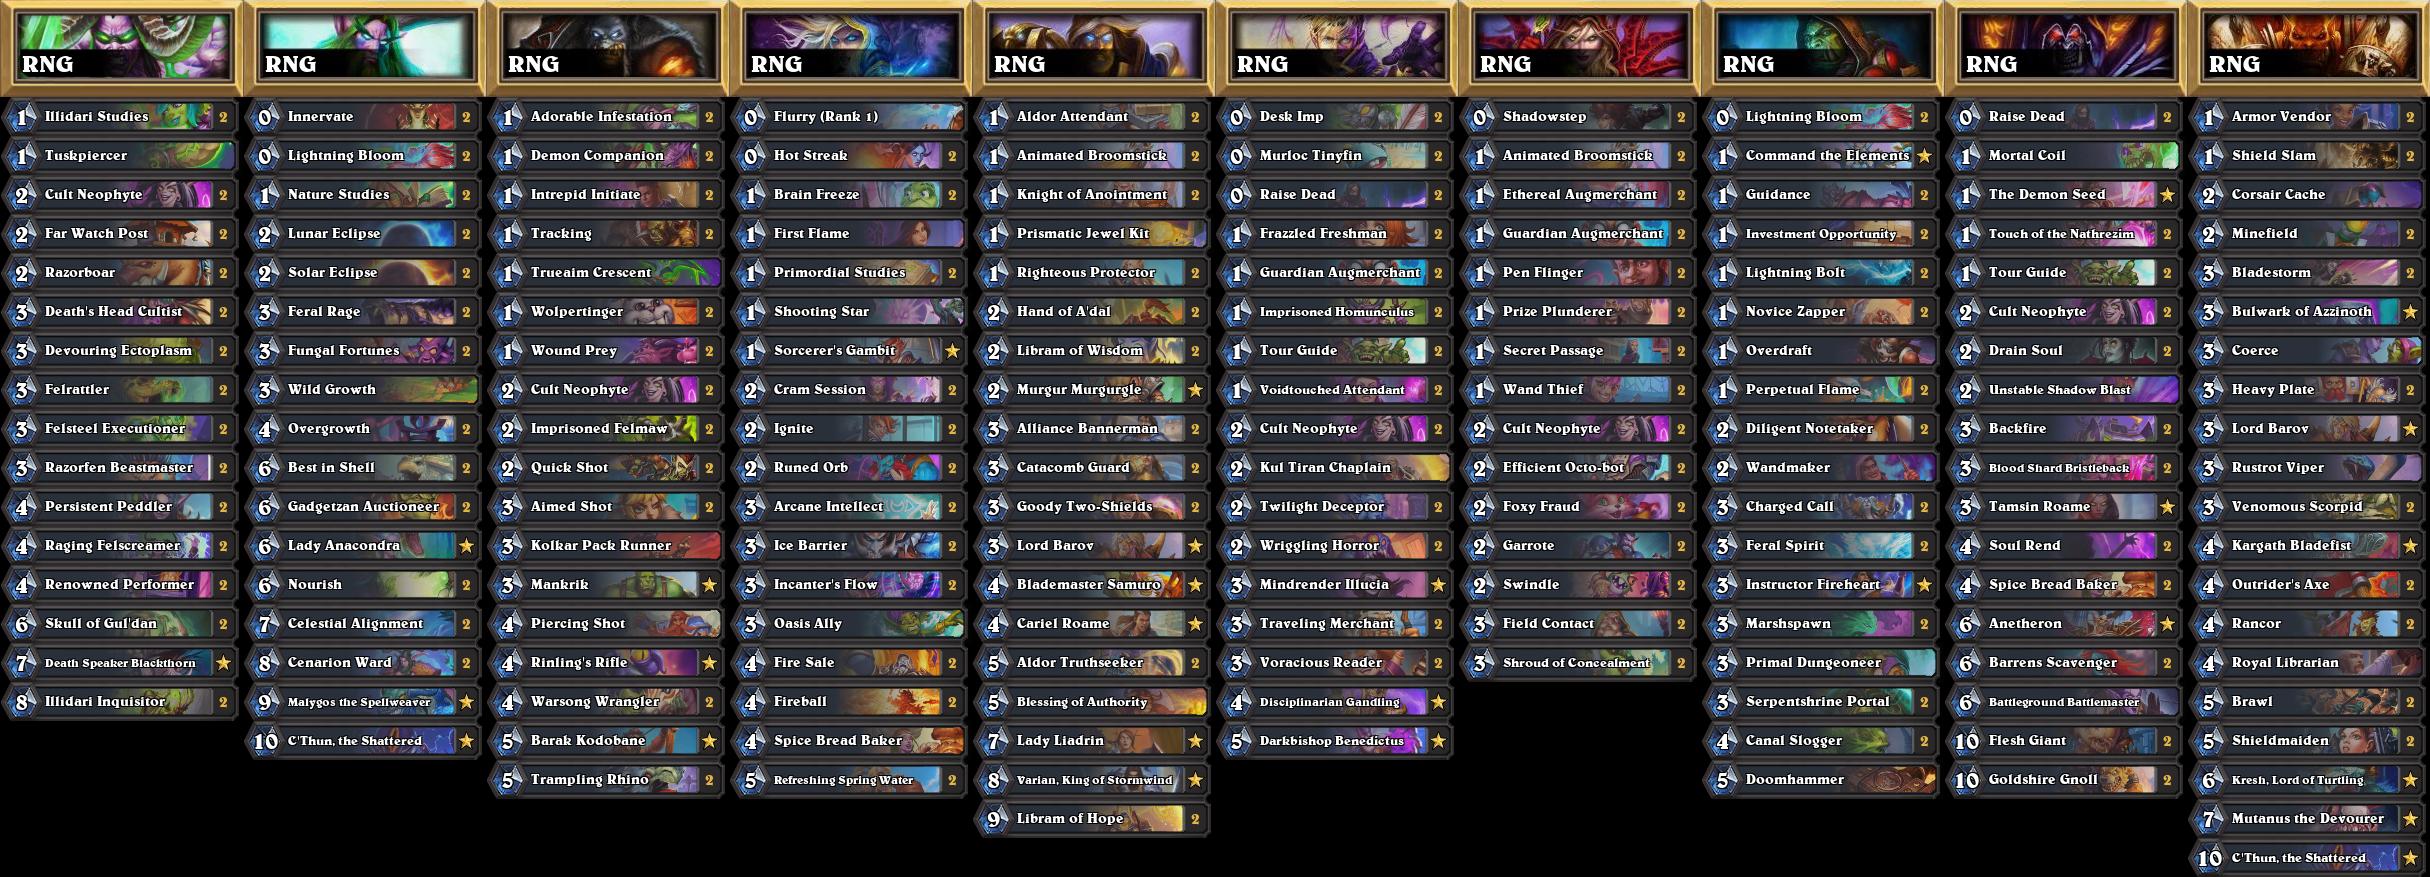 RNG
1 Illidari Studies 2
1 Tuskpiercer
2 Cult Neophyte 2
2 Far Watch Post 2
2 Razorboar 2
3 Death's Head Cultist 2
3 Devouring Ectoplasm 2
3 Felrattler 2
3 Felsteel Executioner 2
3 Razorfen Beastmaster 2
4 Persistent Peddler 2
4 Raging Felscreamer 2
4 Renowned Performer 2
6 Skull of Gul'dan 2
7 Death Speaker Blackthorn
8 Illidari Inquisitor 2
RNG
0 Innervate 2
0 Lightning Bloom 2
1 Nature Studies 2
2 Lunar Eclipse 2
2 Solar Eclipse 2
3 Feral Rage 2
3 Fungal Fortunes 2
3 Wild Growth
4 Overgrowth 2
6 Best in Shell 2
6 Gadgetzan Auctioneer 2
6 Lady Anacondra
6 Nourish 2
7 Celestial Alignment 2
8 Cenarion Ward 2
9 Malygos the Spellweaver
10 C'Thun, the Shattered
RNG
1 Adorable Infestation 2
1 Demon Companion 2
1 Intrepid Initiate 2
1 Tracking 2
1 Trueaim Crescent
1 Wolpertinger 2
1 Wound Prey 2
2 Cult Neophyte 2
2 Imprisoned Felmaw 2
2 Quick Shot 2
3 Aimed Shot 2
3 Kolkar Pack Runner
3 Mankrik
4 Piercing Shot
4 Rinling's Rifle
4 Warsong Wrangler 2
5 Barak Kodobane
5 Trampling Rhino 2
RNG
0 Flurry (Rank 1)
0 Hot Streak 2
1 Brain Freeze 2
1 First Flame
1 Primordial Studies 2
1 Shooting Star
1 Sorcerer's Gambit
2 Cram Session 2
2 Ignite 2
2 Runed Orb 2
3 Arcane Intellect 2
3 Ice Barrier 2
3 Incanter's Flow 2
3 Oasis Ally
4 Fire Sale 2
4 Fireball 2
4 Spice Bread Baker
5 Refreshing Spring Water 2
RNG
1 Aldor Attendant 2
1 Animated Broomstick 2
1 Knight of Anointment 2
1 Prismatic Jewel Kit
1 Righteous Protector 2
2 Hand of A'dal 2
2 Libram of Wisdom 2
2 Murgur Murgurgle
3 Alliance Bannerman 2
3 Catacomb Guard 2
3 Goody Two-Shields 2
3 Lord Barov
4 Blademaster Samuro
4 Cariel Roame
5 Aldor Truthseeker 2
5 Blessing of Authority
7 Lady Liadrin
8 Varian, King of Stormwind
9 Libram of Hope 2
RNG
0 Desk Imp 2
0 Murloc Tinyfin 2
0 Raise Dead 2
1 Frazzled Freshman 2
1 Guardian Augmerchant 2
1 Imprisoned Homunculus 2
1 Tour Guide 2
1 Voidtouched Attendant 2
2 Cult Neophyte 2
2 Kul Tiran Chaplain
2 Twilight Deceptor 2
2 Wriggling Horror 2
3 Mindrender Illucia
3 Traveling Merchant 2
3 Voracious Reader 2
4 Disciplinarian Gandling
5 Darkbishop Benedictus
RNG
0 Shadowstep 2
1 Animated Broomstick 2
1 Ethereal Augmerchant 2
1 Guardian Augmerchant 2
1 Pen Flinger 2
1 Prize Plunderer 2
1 Secret Passage 2
1 Wand Thief 2
2 Cult Neophyte 2
2 Efficient Octo-bot 2
2 Foxy Fraud 2
2 Garrote 2
2 Swindle 2
3 Field Contact 2
3 Shroud of Concealment 2
RNG
0 Lightning Bloom 2
1 Command the Elements
1 Guidance 2
1 Investment Opportunity 2
1 Lightning Bolt 2
1 Novice Zapper 2
1 Overdraft
1 Perpetual Flame 2
2 Diligent Notetaker 2
2 Wandmaker
3 Charged Call 2
3 Feral Spirit 2
3 Instructor Fireheart
3 Marshspawn 2
3 Primal Dungeoneer
3 Serpentshrine Portal 2
4 Canal Slogger 2
5 Doomhammer
RNG
0 Raise Dead 2
1 Mortal Coil
1 The Demon Seed
1 Touch of the Nathrezim 2
1 Tour Guide 2
2 Cult Neophyte 2
2 Drain Soul 2
2 Unstable Shadow Blast
3 Backfire 2
3 Blood Shard Bristleback 2
3 Tamsin Roame
4 Soul Rend 2
4 Spice Bread Baker 2
6 Anetheron
6 Barrens Scavenger 2
6 Battleground Battlemaster
10 Flesh Giant 2
10 Goldshire Gnoll 2
RNG
1 Armor Vendor 2
1 Shield Slam 2
2 Corsair Cache
2 Minefield 2
3 Bladestorm 2
3 Bulwark of Azzinoth
3 Coerce
3 Heavy Plate 2
3 Lord Barov
3 Rustrot Viper
3 Venomous Scorpid 2
4 Kargath Bladefist
4 Outrider's Axe 2
4 Rancor 2
4 Royal Librarian
5 Brawl 2
5 Shieldmaiden 2
6 Kresh, Lord of Turtling
7 Mutanus the Devourer
10 C'Thun, the Shattered